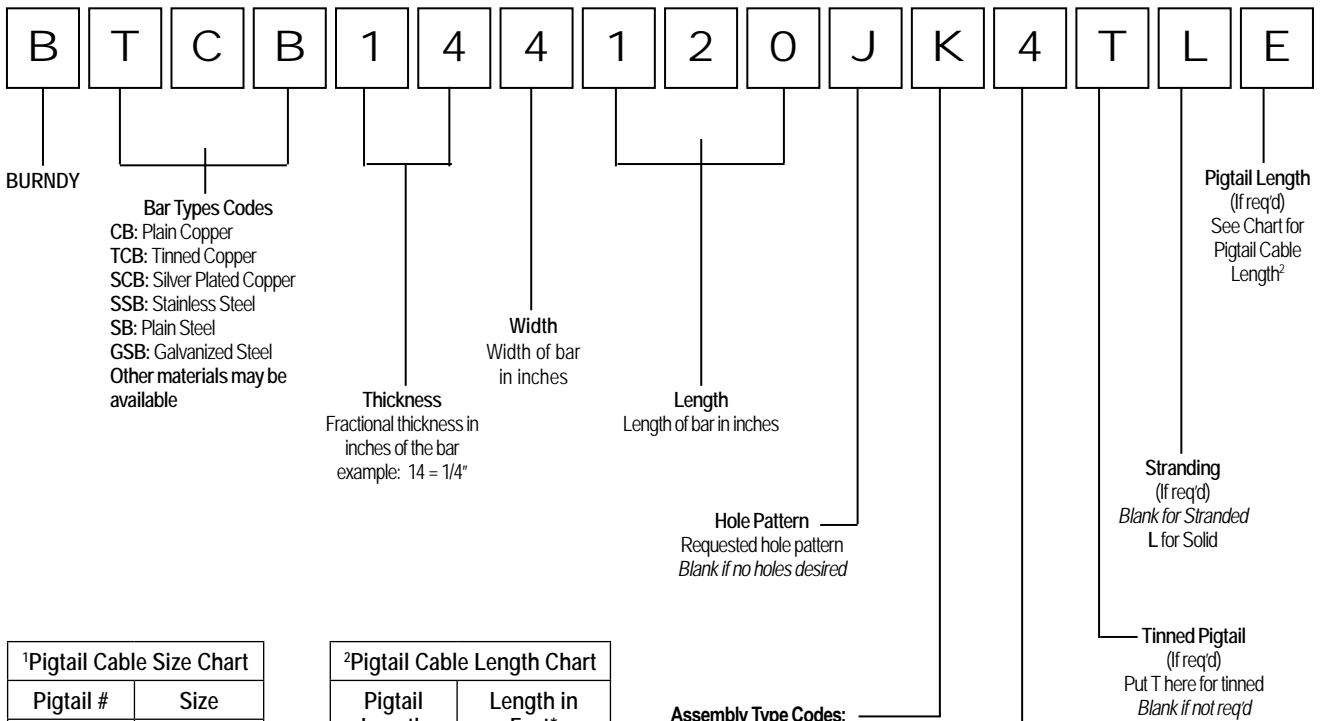 B T C B 1 4 4 1 2 0 J K 4 T L E
BURNDY
Bar Types Codes
CB: Plain Copper
TCB: Tinned Copper
SCB: Silver Plated Copper
SSB: Stainless Steel
SB: Plain Steel
GSB: Galvanized Steel
Other materials may be
available
Thickness
Fractional thickness in
inches of the bar
example: 14 = 1/4"
Width
Width of bar
in inches
Length
Length of bar in inches
Hole Pattern
Requested hole pattern
Blank if no holes desired
Pigtail Length
(If req'd)
See Chart for
Pigtail Cable
Length²
Stranding
(If req'd)
Blank for Stranded
L for Solid
Tinned Pigtail
(If req'd)
Put T here for tinned
Blank if not req'd
Assembly Type Codes:
¹Pigtail Cable Size Chart
Pigtail # Size
²Pigtail Cable Length Chart
Pigtail Length in